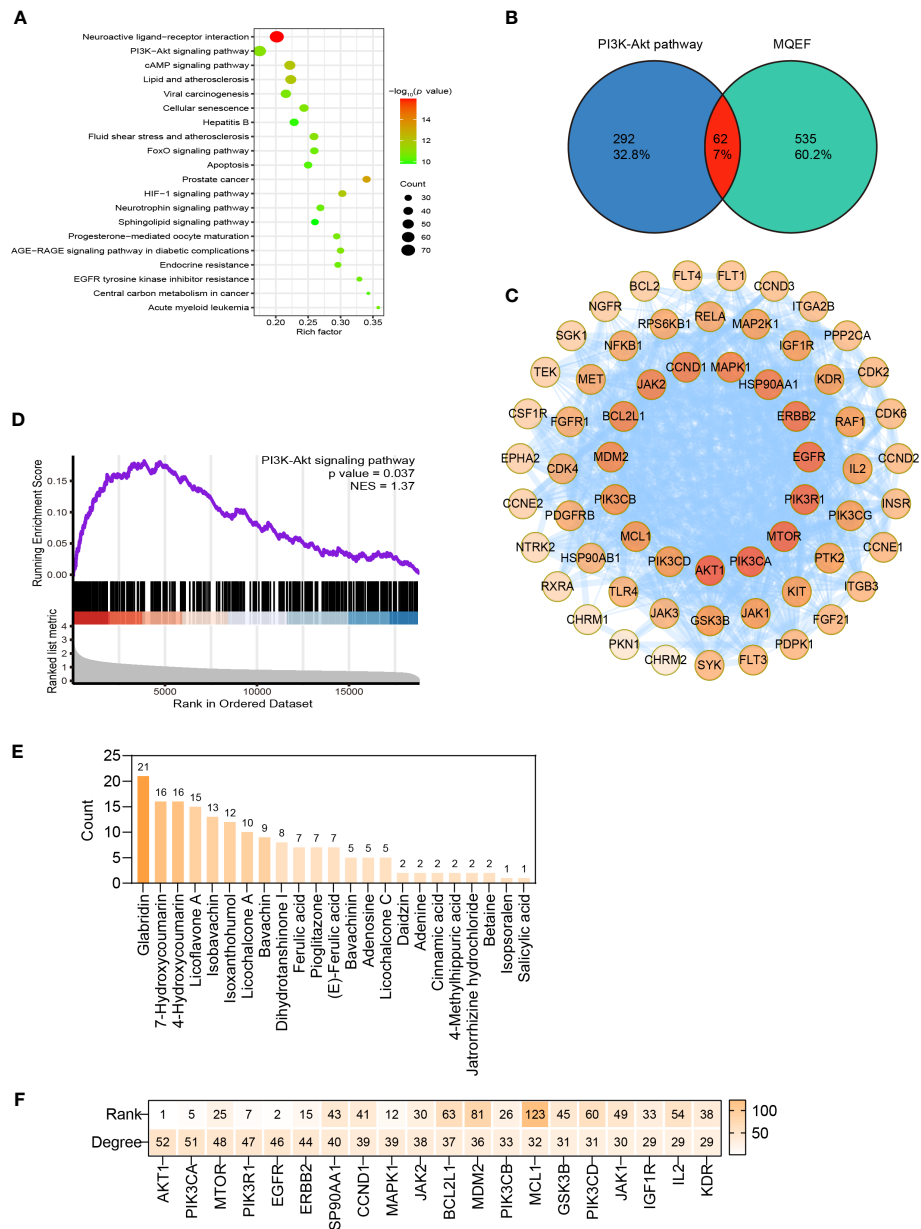 A
Neuroactive ligand−receptor interaction
PI3K−Akt signaling pathway
cAMP signaling pathway
Lipid and atherosclerosis
Viral carcinogenesis
Cellular senescence
Hepatitis B
Fluid shear stress and atherosclerosis
FoxO signaling pathway
Apoptosis
Prostate cancer
HIF−1 signaling pathway
Neurotrophin signaling pathway
Sphingolipid signaling pathway
Progesterone−mediated oocyte maturation
AGE−RAGE signaling pathway in diabetic complications
Endocrine resistance
EGFR tyrosine kinase inhibitor resistance
Central carbon metabolism in cancer
Acute myeloid leukemia
0.20 0.25 0.30 0.35
Rich factor
−log10(p value)
14
12
10
Count
30
40
50
60
70
B
PI3K-Akt pathway MQEF
292 62 535
32.8% 7% 60.2%
C
FLT4 FLT1
BCL2 CCND3
NGFR RPS6KB1 RELA MAP2K1 ITGA2B
SGK1 NFKB1 IGF1R PPP2CA
CCND1 MAPK1
TEK MET JAK2 HSP90AA1 KDR CDK2
CSF1R FGFR1 BCL2L1 ERBB2 RAF1 CDK6
EPHA2 CDK4 MDM2 EGFR IL2 CCND2
CCNE2 PDGFRB PIK3CB PIK3R1 PIK3CG INSR
NTRK2 HSP90AB1 MCL1 MTOR PTK2 CCNE1
PIK3CD AKT1 PIK3CA
RXRA TLR4 KIT ITGB3
CHRM1 JAK3 GSK3B JAK1 FGF21
PKN1 PDPK1
CHRM2 SYK FLT3
D
PI3K-Akt signaling pathway
p value = 0.037
NES = 1.37
Running Enrichment Score
0.15
0.10
0.05
0.00
Ranked list metric
4
3
2
1
0
5000 10000 15000
Rank in Ordered Dataset
E
Count
25
20
15
10
5
0
21 16 16 15 13 12 10 9 8 7 7 7 5 5 5 2 2 2 2 2 2 1 1
Glabridin
7-Hydroxycoumarin
4-Hydroxycoumarin
Licoflavone A
Isobavachin
Isoxanthohumol
Licochalcone A
Bavachin
Dihydrotanshinone I
Ferulic acid
Pioglitazone
(E)-Ferulic acid
Bavachinin
Adenosine
Licochalcone C
Daidzin
Adenine
Cinnamic acid
4-Methylhippuric acid
Jatrorrhizine hydrochloride
Betaine
Isopsoralen
Salicylic acid
F
Rank 1 5 25 7 2 15 43 41 12 30 63 81 26 123 45 60 49 33 54 38
Degree 52 51 48 47 46 44 40 39 39 38 37 36 33 32 31 31 30 29 29 29
AKT1
PIK3CA
MTOR
PIK3R1
EGFR
ERBB2
SP90AA1
CCND1
MAPK1
JAK2
BCL2L1
MDM2
PIK3CB
MCL1
GSK3B
PIK3CD
JAK1
IGF1R
IL2
KDR
100
50